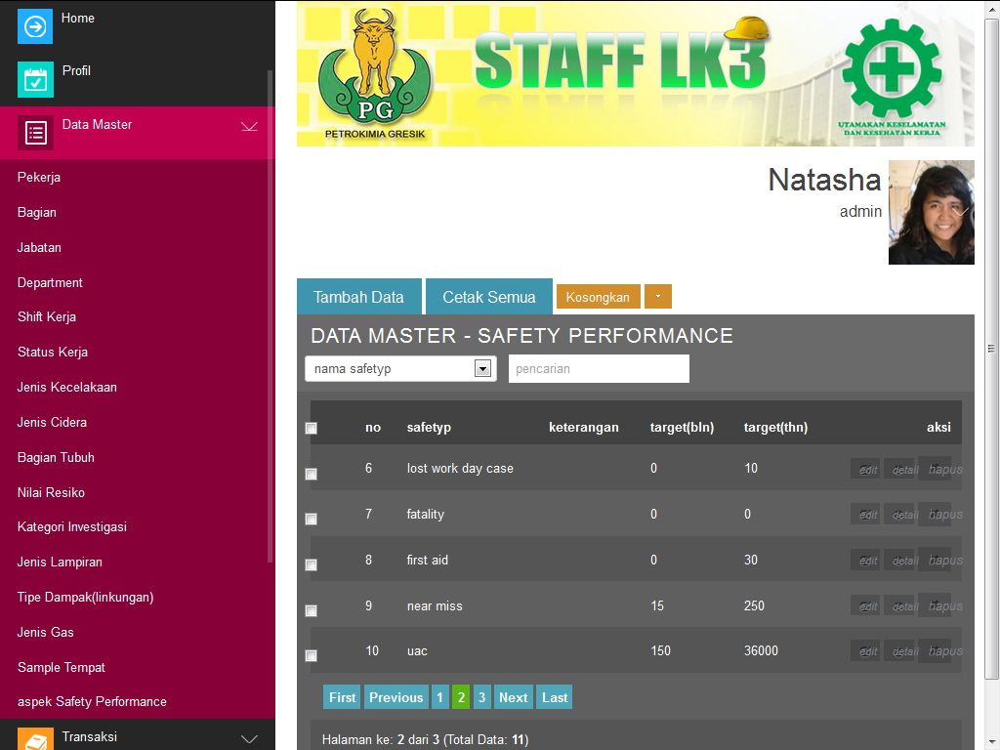 Home
Profil
Data Master
Pekerja
Bagian
Jabatan
Department
Shift Kerja
Status Kerja
Jenis Kecelakaan
Jenis Cidera
Bagian Tubuh
Nilai Resiko
Kategori Investigasi
Jenis Lampiran
Tipe Dampak(linkungan)
Jenis Gas
Sample Tempat
aspek Safety Performance
Transaksi
PG
PETROKIMIA GRESIK
STAFF LK3
UTAMAKAN KESELAMATAN
DAN KESEHATAN KERJA
Natasha
admin
Tambah Data Cetak Semua Kosongkan
DATA MASTER - SAFETY PERFORMANCE
nama safetyp pencarian
no safetyp keterangan target(bln) target(thn) aksi
6 lost work day case 0 10 edit detail hapus
7 fatality 0 0 edit detail hapus
8 first aid 0 30 edit detail hapus
9 near miss 15 250 edit detail hapus
10 uac 150 36000 edit detail hapus
First Previous 1 2 3 Next Last
Halaman ke: 2 dari 3 (Total Data: 11)